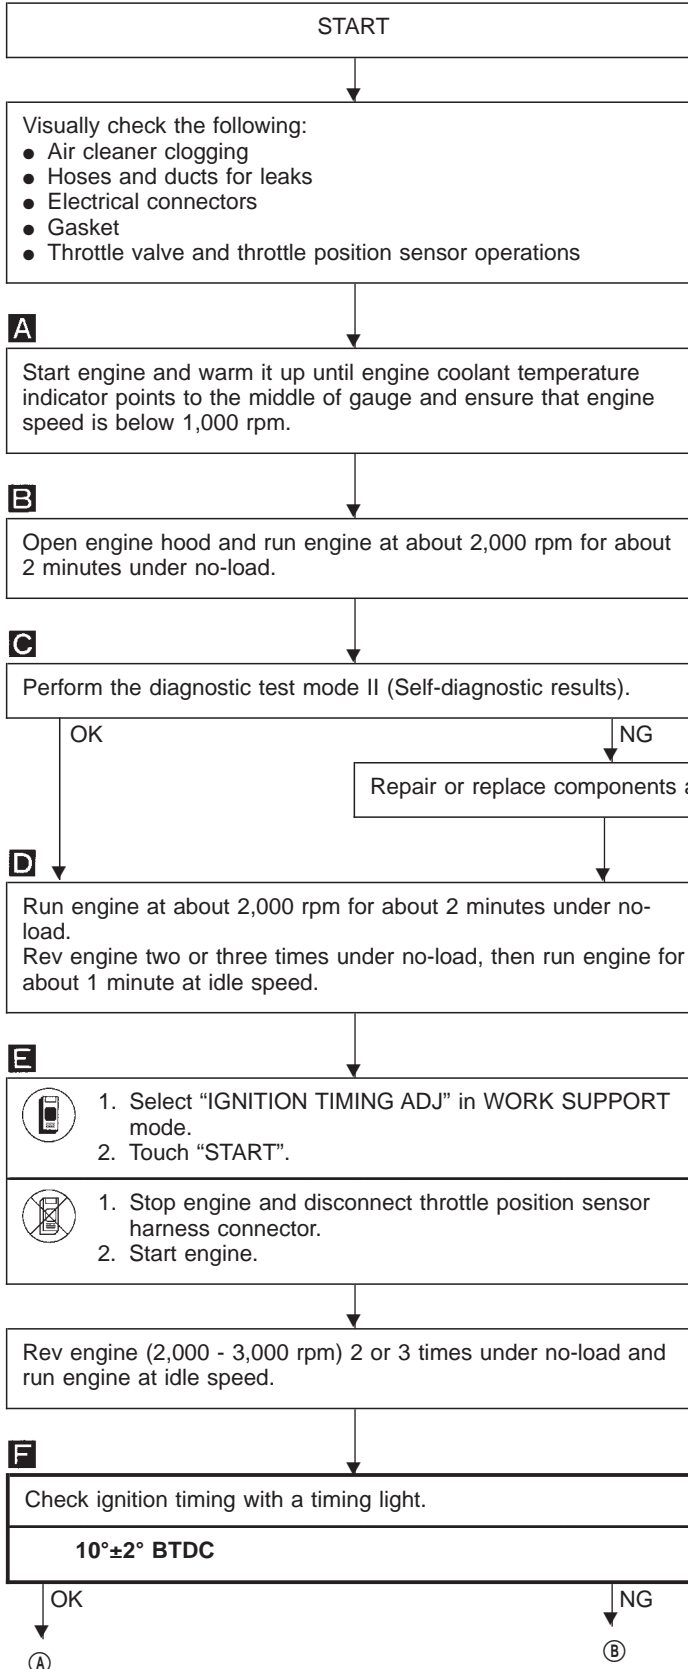 START
Visually check the following:
● Air cleaner clogging
● Hoses and ducts for leaks
● Electrical connectors
● Gasket
● Throttle valve and throttle position sensor operations
A
Start engine and warm it up until engine coolant temperature
indicator points to the middle of gauge and ensure that engine
speed is below 1,000 rpm.
B
Open engine hood and run engine at about 2,000 rpm for about
2 minutes under no-load.
C
Perform the diagnostic test mode II (Self-diagnostic results).
OK NG
Repair or replace components
D
Run engine at about 2,000 rpm for about 2 minutes under no-
load.
Rev engine two or three times under no-load, then run engine for
about 1 minute at idle speed.
E
1. Select “IGNITION TIMING ADJ” in WORK SUPPORT
mode.
2. Touch “START”.
1. Stop engine and disconnect throttle position sensor
harness connector.
2. Start engine.
Rev engine (2,000 - 3,000 rpm) 2 or 3 times under no-load and
run engine at idle speed.
F
Check ignition timing with a timing light.
10°±2° BTDC
OK NG
Ⓐ Ⓑ